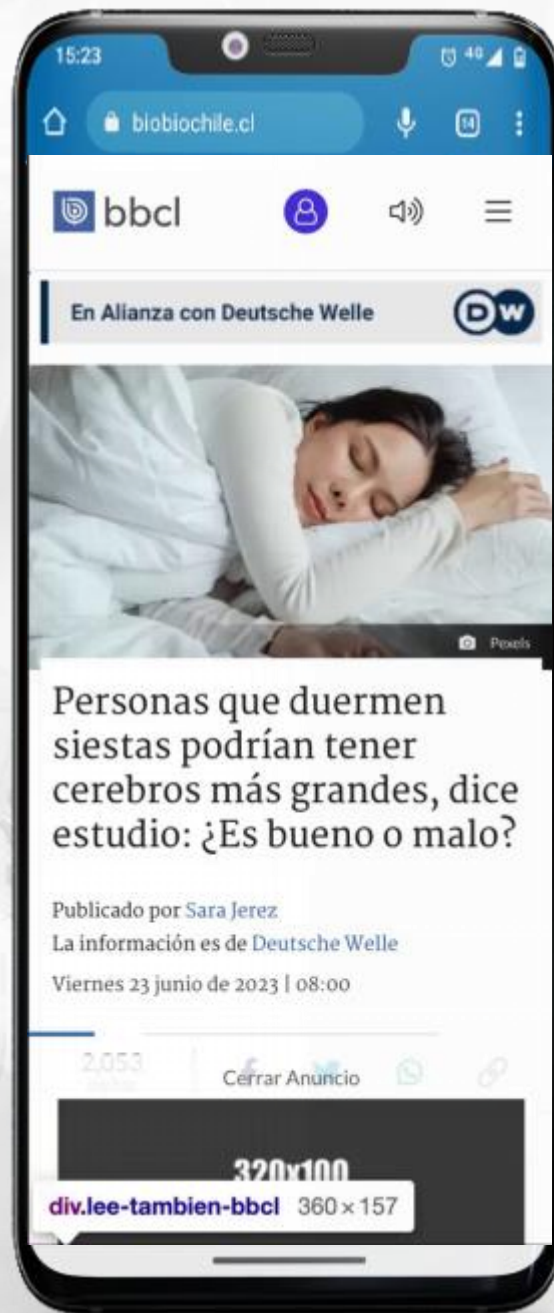 15:23
4G
biobiochile.cl
14
bbcl
En Alianza con Deutsche Welle
DW
Pexels
Personas que duermen
siestas podrían tener
cerebros más grandes, dice
estudio: ¿Es bueno o malo?
Publicado por Sara Jerez
La información es de Deutsche Welle
Viernes 23 junio de 2023 | 08:00
2,053
Cerrar Anuncio
320x100
div.lee-tambien-bbcl 360 × 157